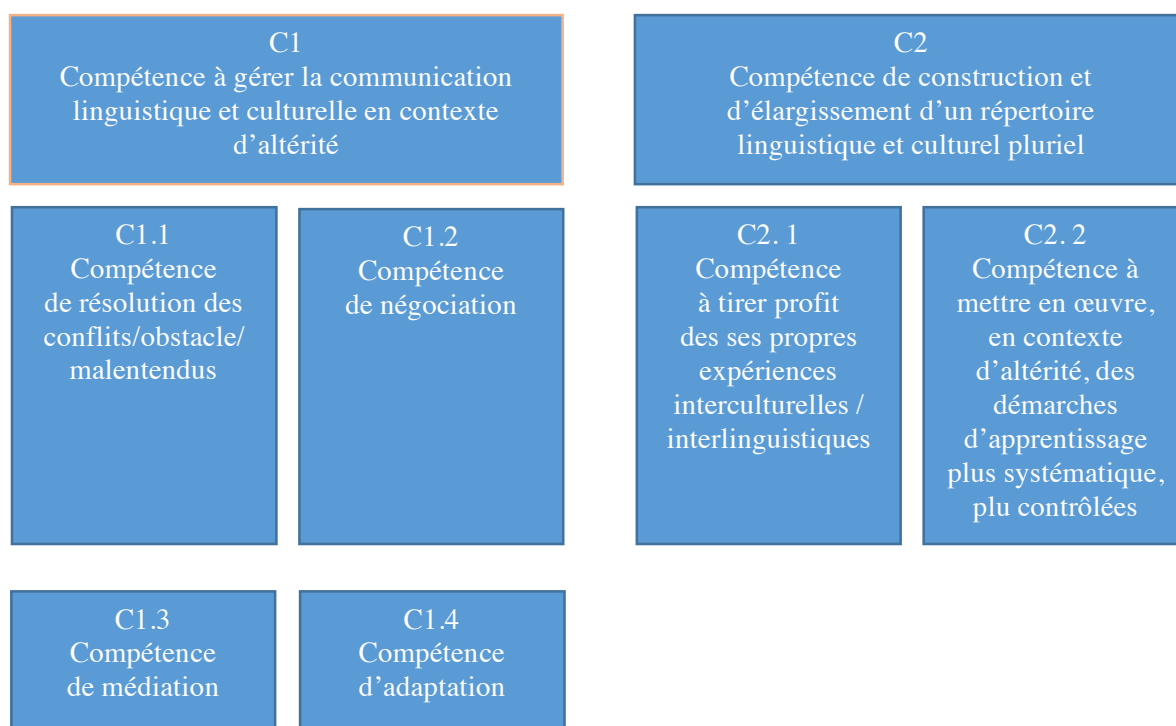 C1
Compétence à gérer la communication
linguistique et culturelle en contexte
d’altérité
C2
Compétence de construction et
d’élargissement d’un répertoire
linguistique et culturel pluriel
C1.1
Compétence
de résolution des
conflits/obstacle/
malentendus
C1.2
Compétence
de négociation
C2. 1
Compétence
à tirer profit
des ses propres
expériences
interculturelles /
interlinguistiques
C2. 2
Compétence à
mettre en œuvre,
en contexte
d’altérité, des
démarches
d’apprentissage
plus systématique,
plu contrôlées
C1.3
Compétence
de médiation
C1.4
Compétence
d’adaptation